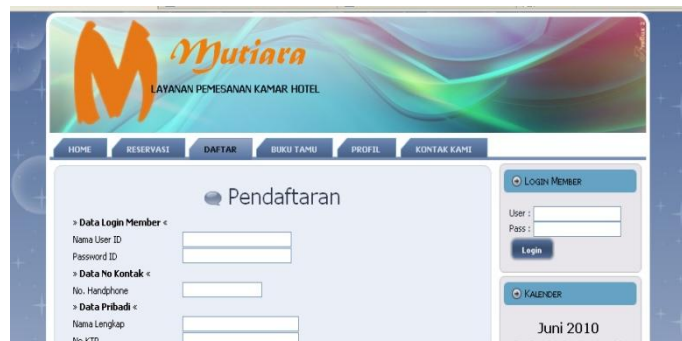 Mutiara
LAYANAN PEMESANAN KAMAR HOTEL
HOME RESERVASI DAFTAR BUKU TAMU PROFIL KONTAK KAMI
Pendaftaran
» Data Login Member «
Nama User ID
Password ID
» Data No Kontak «
No. Handphone
» Data Pribadi «
Nama Lengkap
No KTP
LOGIN MEMBER
User :
Pass :
Login
KALENDER
Juni 2010